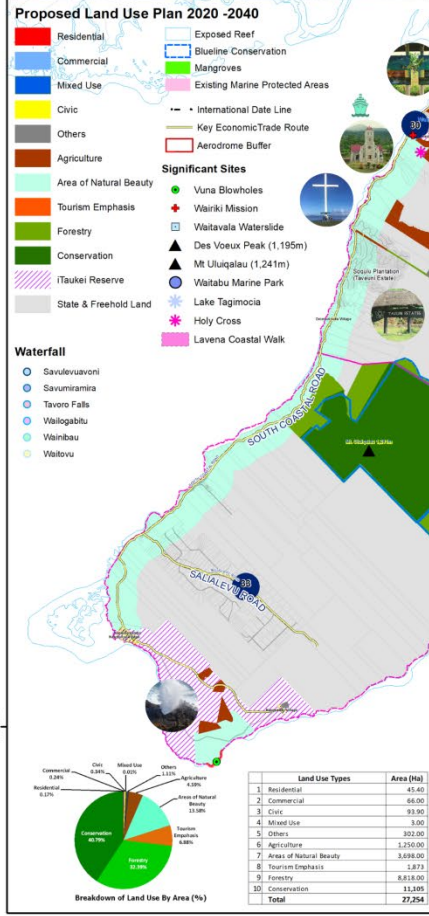 Proposed Land Use Plan 2020 -2040
Residential
Commercial
Mixed Use
Civic
Others
Agriculture
Area of Natural Beauty
Tourism Emphasis
Forestry
Conservation
iTaukei Reserve
State & Freehold Land
Exposed Reef
Blueline Conservation
Mangroves
Existing Marine Protected Areas
International Date Line
Key EconomicTrade Route
Aerodrome Buffer
Significant Sites
Vuna Blowholes
Wairiki Mission
Waitavala Waterslide
Des Voeux Peak (1,195m)
Mt Uluiqalau (1,241m)
Waitabu Marine Park
Lake Tagimocia
Holy Cross
Lavena Coastal Walk
Waterfall
Savulevuavoni
Savumiramira
Tavoro Falls
Wailogabitu
Wainibau
Waitovu
80
Soqulu Plantation
(Taveuni Estate)
SOUTH COASTAL ROAD
SALIALEVU ROAD
Commercial
0.24%
Civic
0.34%
Mixed Use
0.01%
Others
1.11%
Residential
0.17%
Agriculture
4.59%
Areas of Natural
Beauty
13.58%
Tourism
Emphasis
6.88%
Conservation
40.79%
Forestry
Breakdown of Land Use By Area (%)
Land Use Types Area (Ha)
1 Residential 45.40
2 Commercial 66.00
3 Civic 93.90
4 Mixed Use 3.00
5 Others 302.00
6 Agriculture 1,250.00
7 Areas of Natural Beauty 3,698.00
8 Tourism Emphasis 1,873
9 Forestry 8,818.00
10 Conservation 11,105
Total 27,254